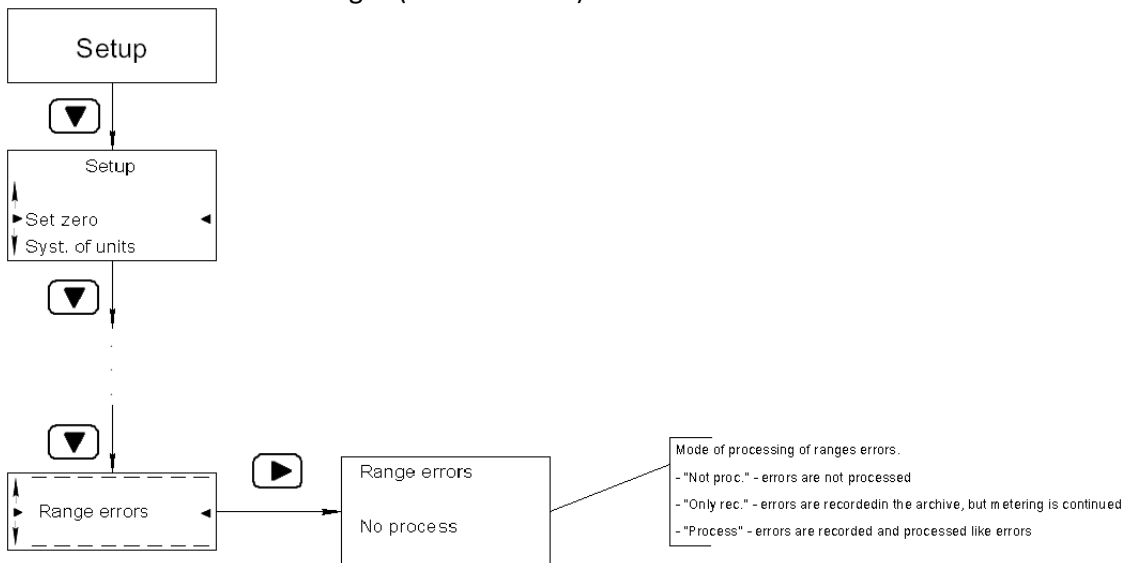 Setup
Setup
Set zero
Syst. of units
Range errors
Range errors
No process
Mode of processing of ranges errors.
- "Not proc." - errors are not processed
- "Only rec." - errors are recordedin the archive, but metering is continued
- "Process" - errors are recorded and processed like errors